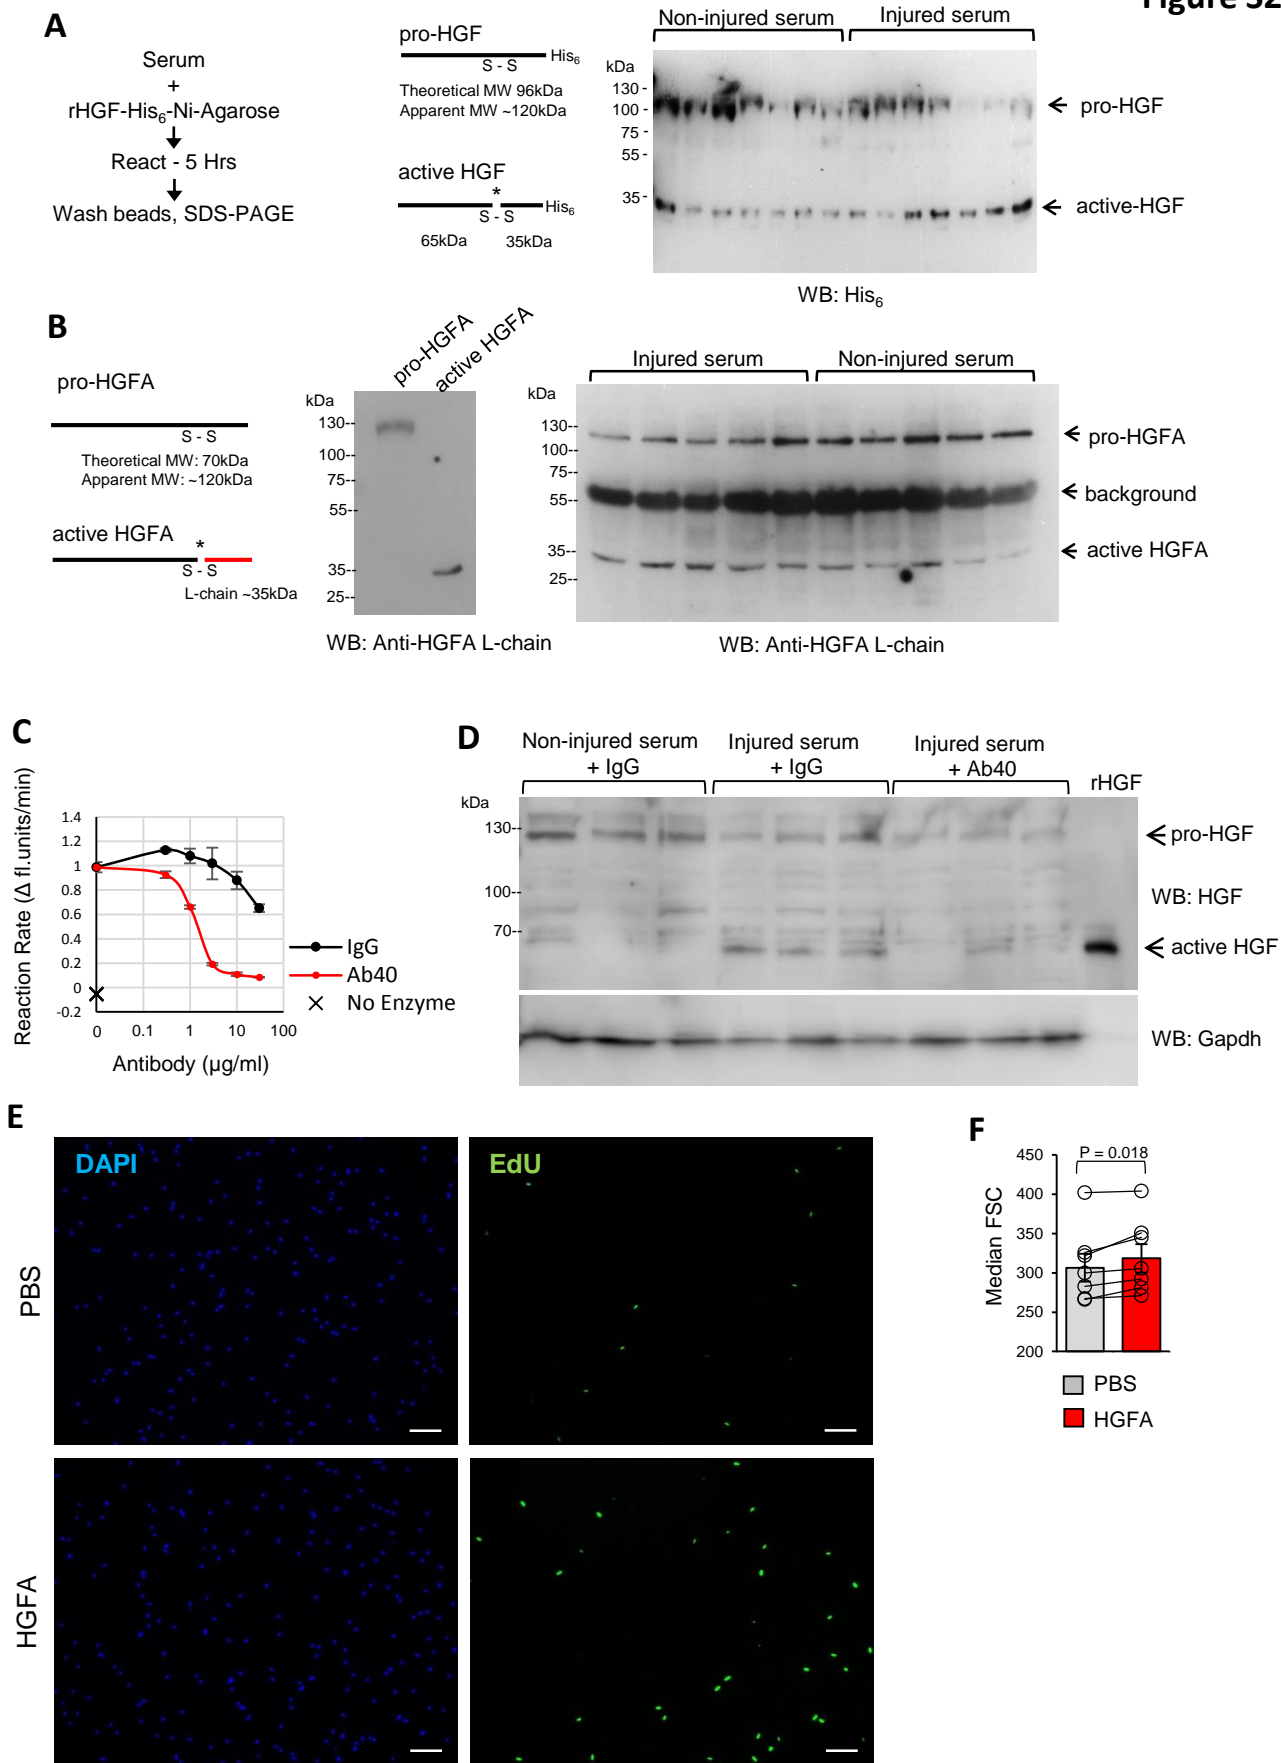 Figure S2
A
Serum
+
rHGF-His6-Ni-Agarose
React - 5 Hrs
Wash beads, SDS-PAGE
pro-HGF
S - S
His6
Theoretical MW 96kDa
Apparent MW ~120kDa
active HGF
*
S - S
His6
65kDa
35kDa
Non-injured serum
Injured serum
kDa
130 -
100 -
75 -
55 -
35 -
pro-HGF
active-HGF
WB: His6
B
pro-HGFA
S - S
Theoretical MW: 70kDa
Apparent MW: ~120kDa
active HGFA
*
S - S
L-chain ~35kDa
pro-HGFA
active HGFA
kDa
130--
100--
75--
55--
35--
25--
WB: Anti-HGFA L-chain
Injured serum
Non-injured serum
kDa
130--
100--
75--
55--
35--
25--
pro-HGFA
background
active HGFA
WB: Anti-HGFA L-chain
C
Reaction Rate (Δ fl.units/min)
1.4
1.2
1
0.8
0.6
0.4
0.2
0
-0.2
0
0.1
1
10
100
Antibody (µg/ml)
IgG
Ab40
No Enzyme
D
Non-injured serum
+ IgG
Injured serum
+ IgG
Injured serum
+ Ab40
rHGF
kDa
130--
100--
70--
pro-HGF
WB: HGF
active HGF
WB: Gapdh
E
DAPI
EdU
PBS
HGFA
F
P = 0.018
Median FSC
450
400
350
300
250
200
PBS
HGFA